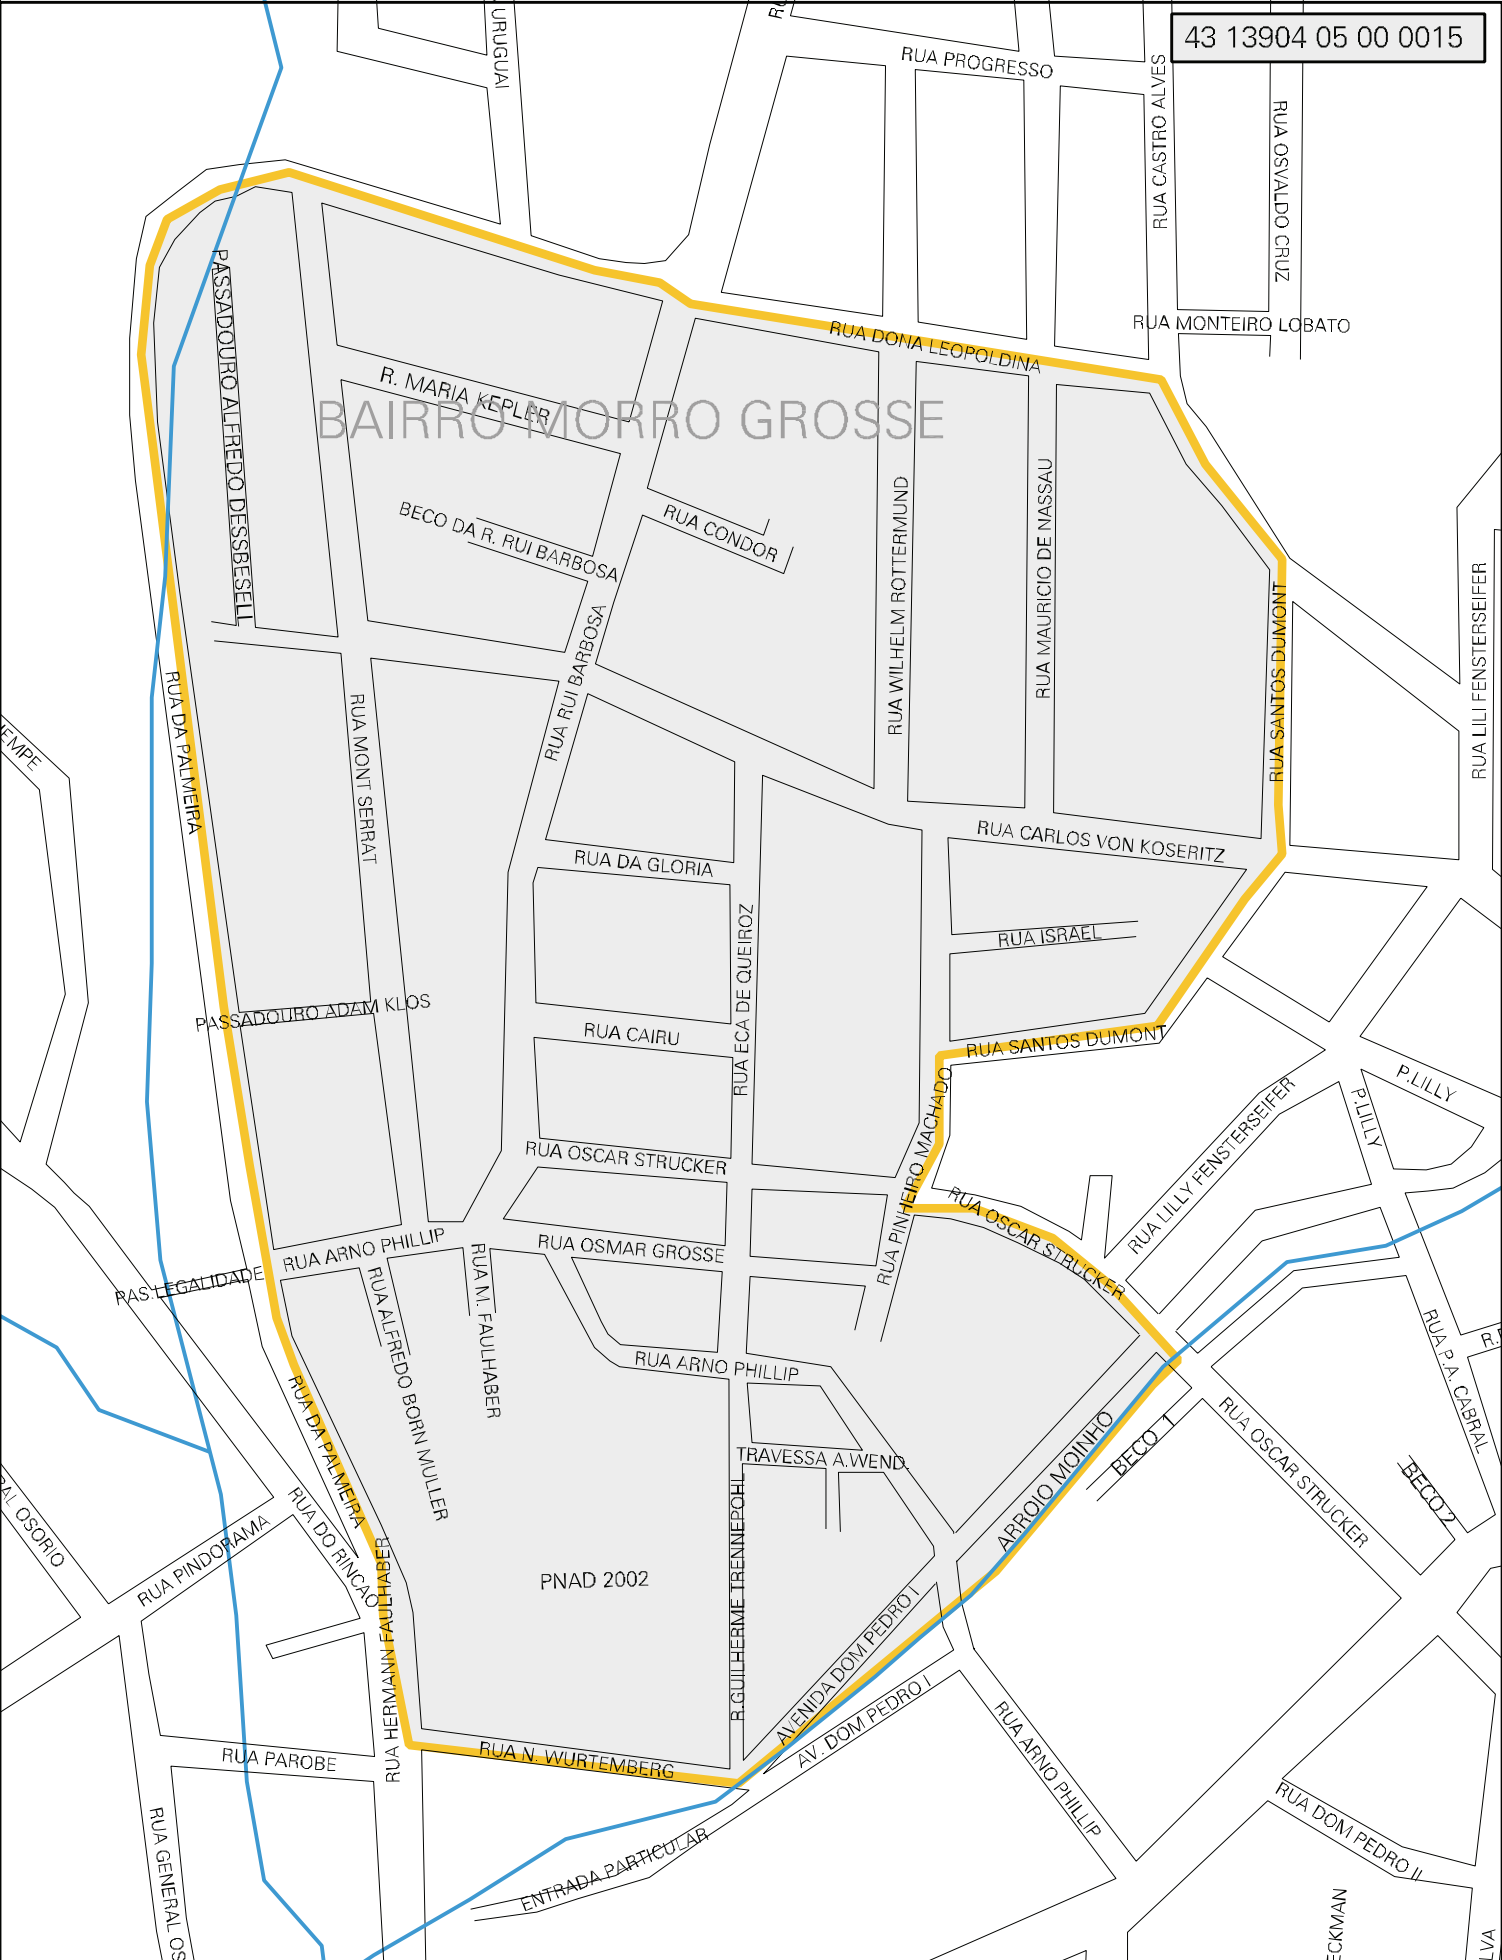 43 13904 05 00 0015
URUGUAI
RUA PROGRESSO
RUA CASTRO ALVES
RUA OSVALDO CRUZ
RUA MONTEIRO LOBATO
RUA DONA LEOPOLDINA
PASSADOURO ALFREDO DESSBESELL
R. MARIA KEPLER
BAIRRO MORRO GROSSE
BECO DA R. RUI BARBOSA
RUA CONDOR
RUA WILHELM ROTTERMUND
RUA MAURICIO DE NASSAU
RUA SANTOS DUMONT
RUA LILI FENSTERSEIFER
RUA RUI BARBOSA
RUA DA PALMEIRA
RUA MONT SERRAT
IEMPE
RUA DA GLORIA
RUA CARLOS VON KOSERITZ
RUA ECA DE QUEIROZ
RUA ISRAEL
PASSADOURO ADAM KLOS
RUA CAIRU
RUA SANTOS DUMONT
P.LILLY
P.LILLY
RUA LILLY FENSTERSEIFER
RUA PINHEIRO MACHADO
RUA OSCAR STRUCKER
RUA OSCAR STRUCKER
RUA ARNO PHILLIP
RUA OSMAR GROSSE
PAS.LEGALIDADE
RUA ALFREDO BORN MULLER
RUA M. FAULHABER
RUA ARNO PHILLIP
RUA P.A. CABRAL
RUA DA PALMEIRA
TRAVESSA A.WEND.
ARROIO MOINHO
BECO 1
RUA OSCAR STRUCKER
BECO 2
RAL OSORIO
RUA PINDORAMA
RUA DO RINCAO
RUA HERMANN FAULHABER
PNAD 2002
R.GUILHERME TRENNEPOHL
AVENIDA DOM PEDRO I
AV. DOM PEDRO I
RUA N. WURTEMBERG
RUA PAROBE
RUA ARNO PHILLIP
RUA DOM PEDRO II
RUA GENERAL OS
ENTRADA PARTICULAR
ECKMAN
LVA